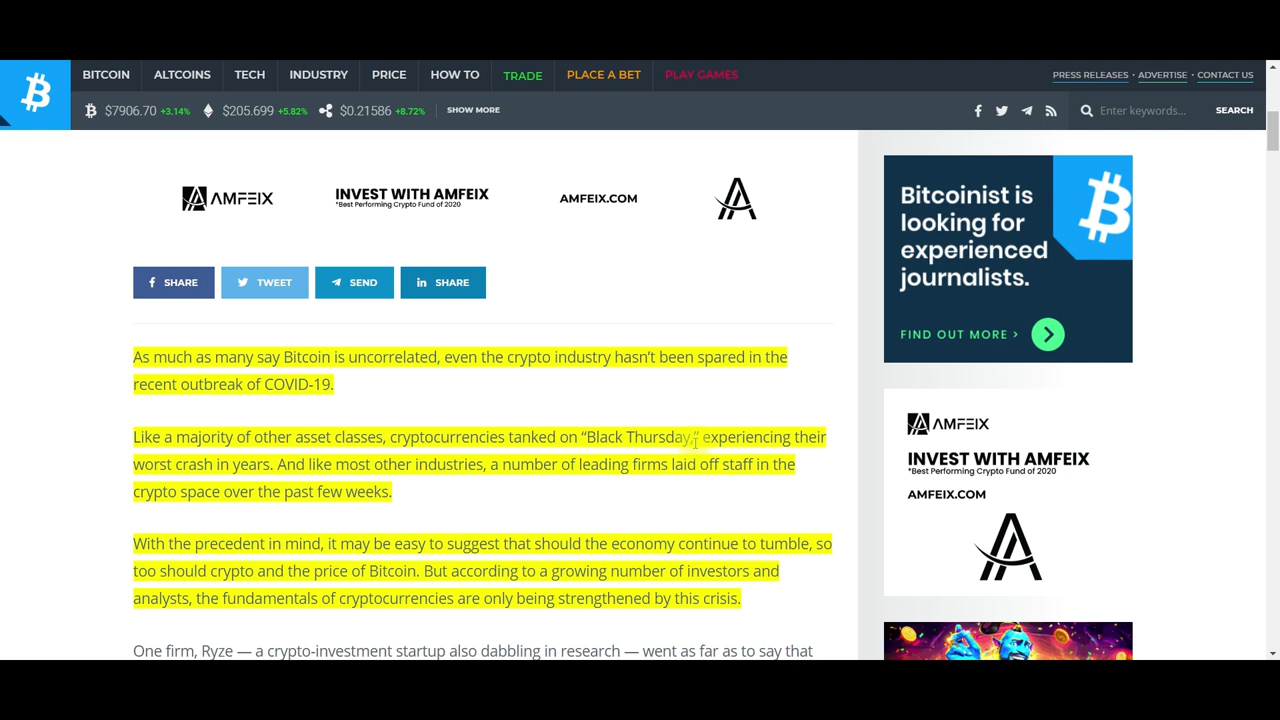 BITCOIN ALTCOINS TECH INDUSTRY PRICE HOW TO TRADE PLACE A BET PLAY GAMES PRESS RELEASES • ADVERTISE • CONTACT US
$7906.70 +3.14% $205.699 +5.82% $0.21586 +8.72% SHOW MORE Enter keywords... SEARCH
AMFEIX INVEST WITH AMFEIX AMFEIX.COM
*Best Performing Crypto Fund of 2020
SHARE TWEET SEND SHARE
As much as many say Bitcoin is uncorrelated, even the crypto industry hasn’t been spared in the
recent outbreak of COVID-19.
Like a majority of other asset classes, cryptocurrencies tanked on “Black Thursday,” experiencing their
worst crash in years. And like most other industries, a number of leading firms laid off staff in the
crypto space over the past few weeks.
With the precedent in mind, it may be easy to suggest that should the economy continue to tumble, so
too should crypto and the price of Bitcoin. But according to a growing number of investors and
analysts, the fundamentals of cryptocurrencies are only being strengthened by this crisis.
One firm, Ryze — a crypto-investment startup also dabbling in research — went as far as to say that
Bitcoinist is
looking for
experienced
journalists.
FIND OUT MORE >
AMFEIX
INVEST WITH AMFEIX
*Best Performing Crypto Fund of 2020
AMFEIX.COM